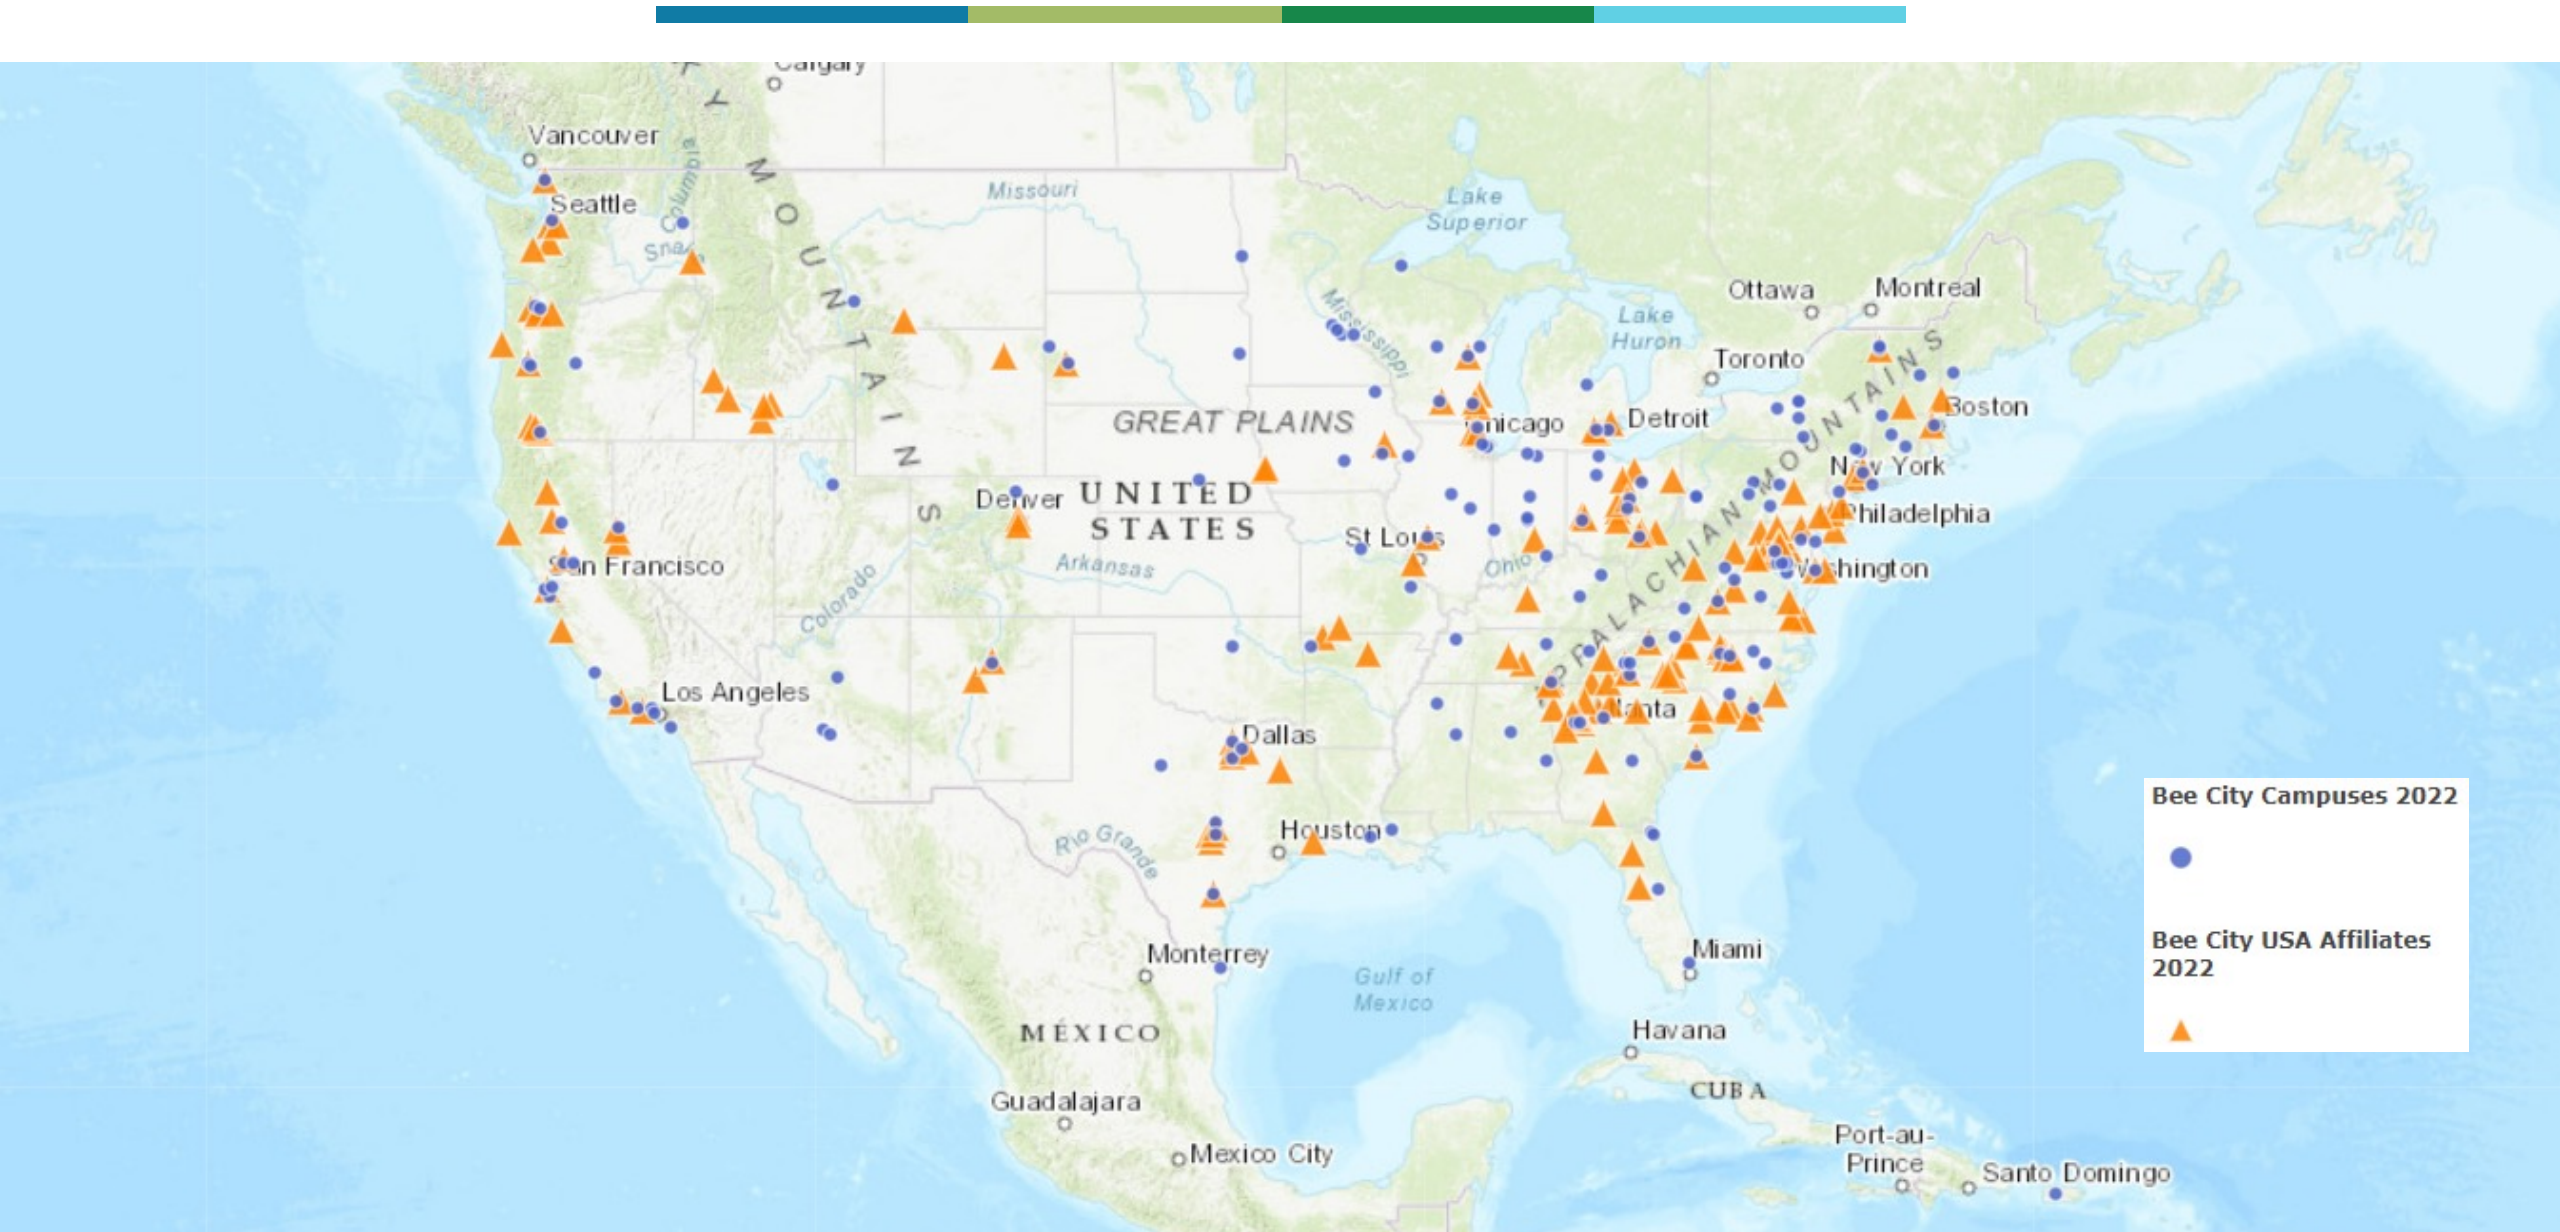 Calgary
Vancouver
Columbia
Missouri
Seattle
Lake
Superior
MOUNTAINS
Mississippi
Ottawa
Montreal
Lake
Huron
Toronto
GREAT PLAINS
Detroit
Boston
New York
Denver
UNITED
STATES
Philadelphia
St Louis
APPALACHIAN MOUNTAINS
San Francisco
Arkansas
Ohio
Washington
Colorado
Los Angeles
Dallas
Houston
Rio Grande
Bee City Campuses 2022
Bee City USA Affiliates
2022
Monterrey
Miami
Gulf of
Mexico
MÉXICO
Havana
CUBA
Guadalajara
Port-au-
Prince
Mexico City
Santo Domingo